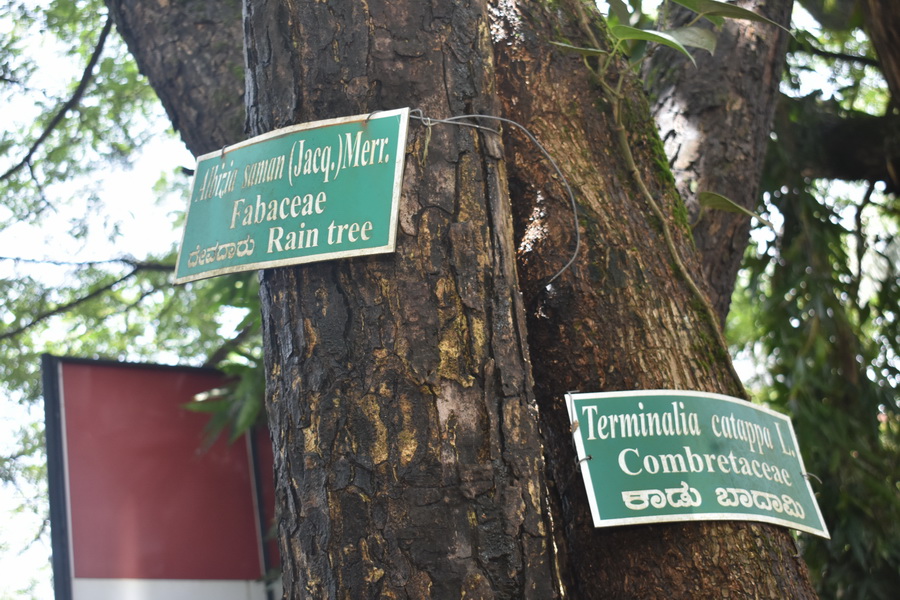 Albizia saman (Jacq.) Merr.
Fabaceae
ದೇವದಾರು Rain tree
Terminalia catappa L.
Combretaceae
ಕಾಡು ಬಾದಾಮಿ